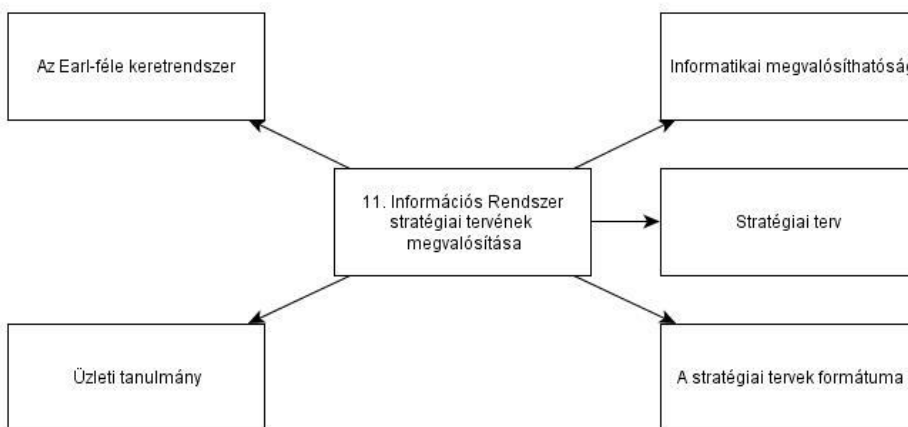 Az Earl-féle keretrendszer
Informatikai megvalósíthatóság
11. Információs Rendszer
stratégiai tervének
megvalósítása
Stratégiai terv
Üzleti tanulmány
A stratégiai tervek formátuma